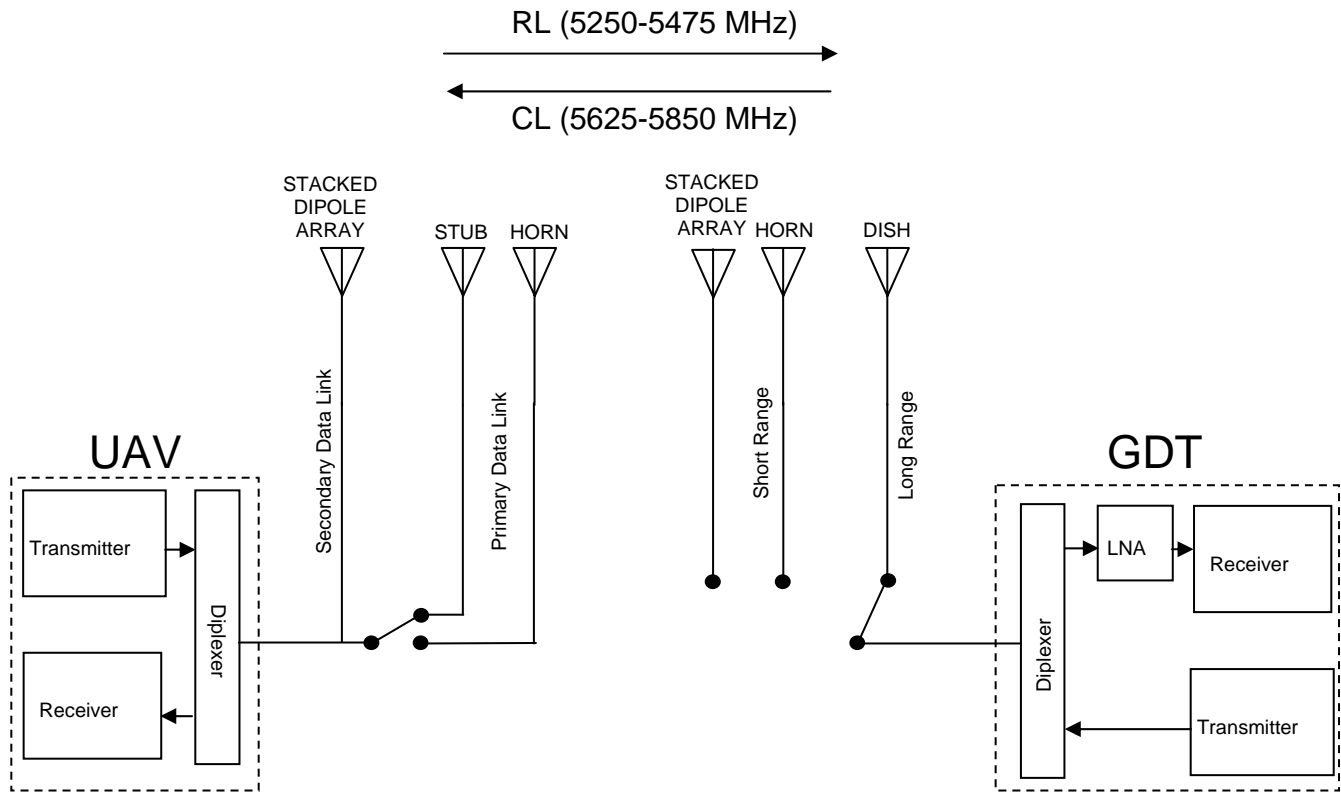 RL (5250-5475 MHz)
CL (5625-5850 MHz)
STACKED
DIPOLE
ARRAY
STUB
HORN
STACKED
DIPOLE
ARRAY
HORN
DISH
Secondary Data Link
Primary Data Link
Short Range
Long Range
UAV
Transmitter
Receiver
Diplexer
GDT
Diplexer
LNA
Receiver
Transmitter